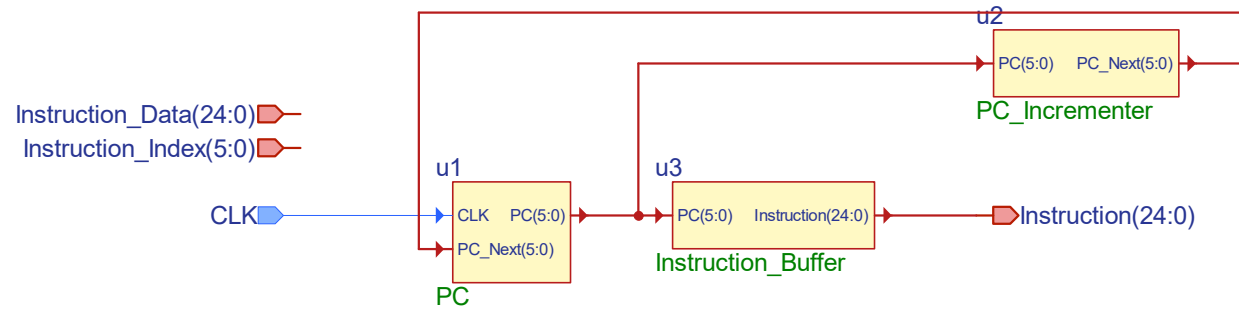 u2
PC(5:0) PC_Next(5:0)
PC_Incrementer
Instruction_Data(24:0)
Instruction_Index(5:0)
u1
u3
CLK
CLK PC(5:0)
PC_Next(5:0)
PC
PC(5:0) Instruction(24:0)
Instruction_Buffer
Instruction(24:0)